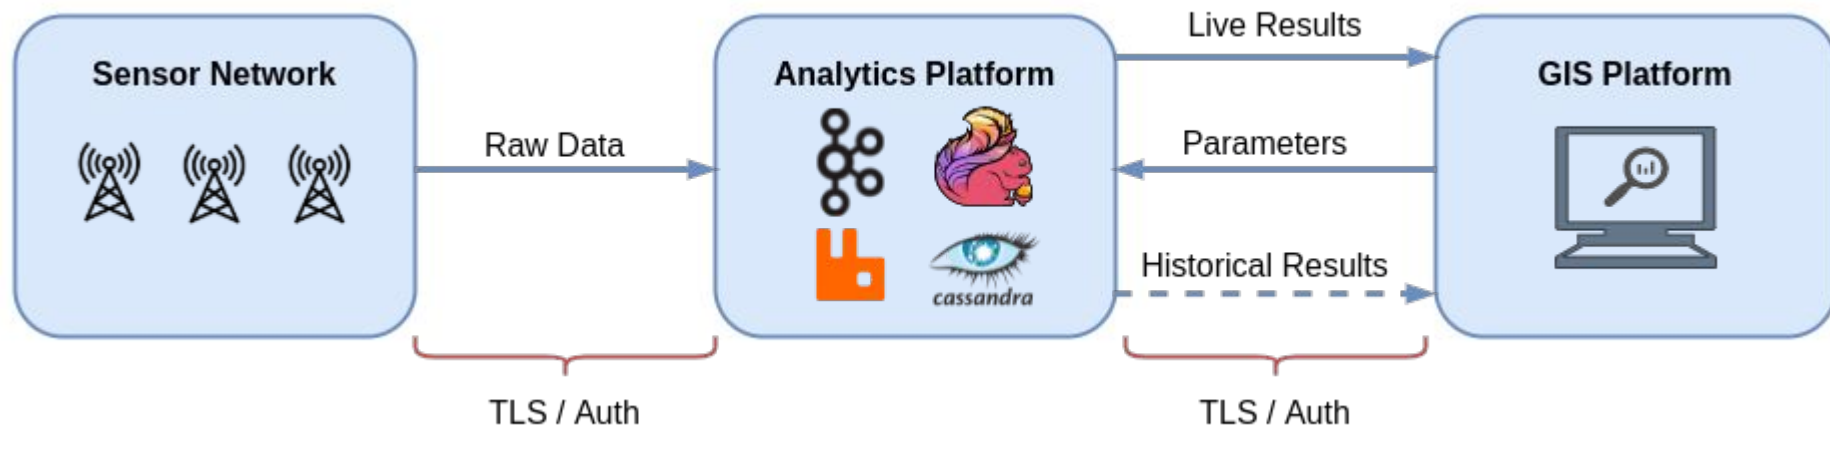 Sensor Network
Raw Data
Analytics Platform
cassandra
Live Results
Parameters
Historical Results
GIS Platform
TLS / Auth
TLS / Auth